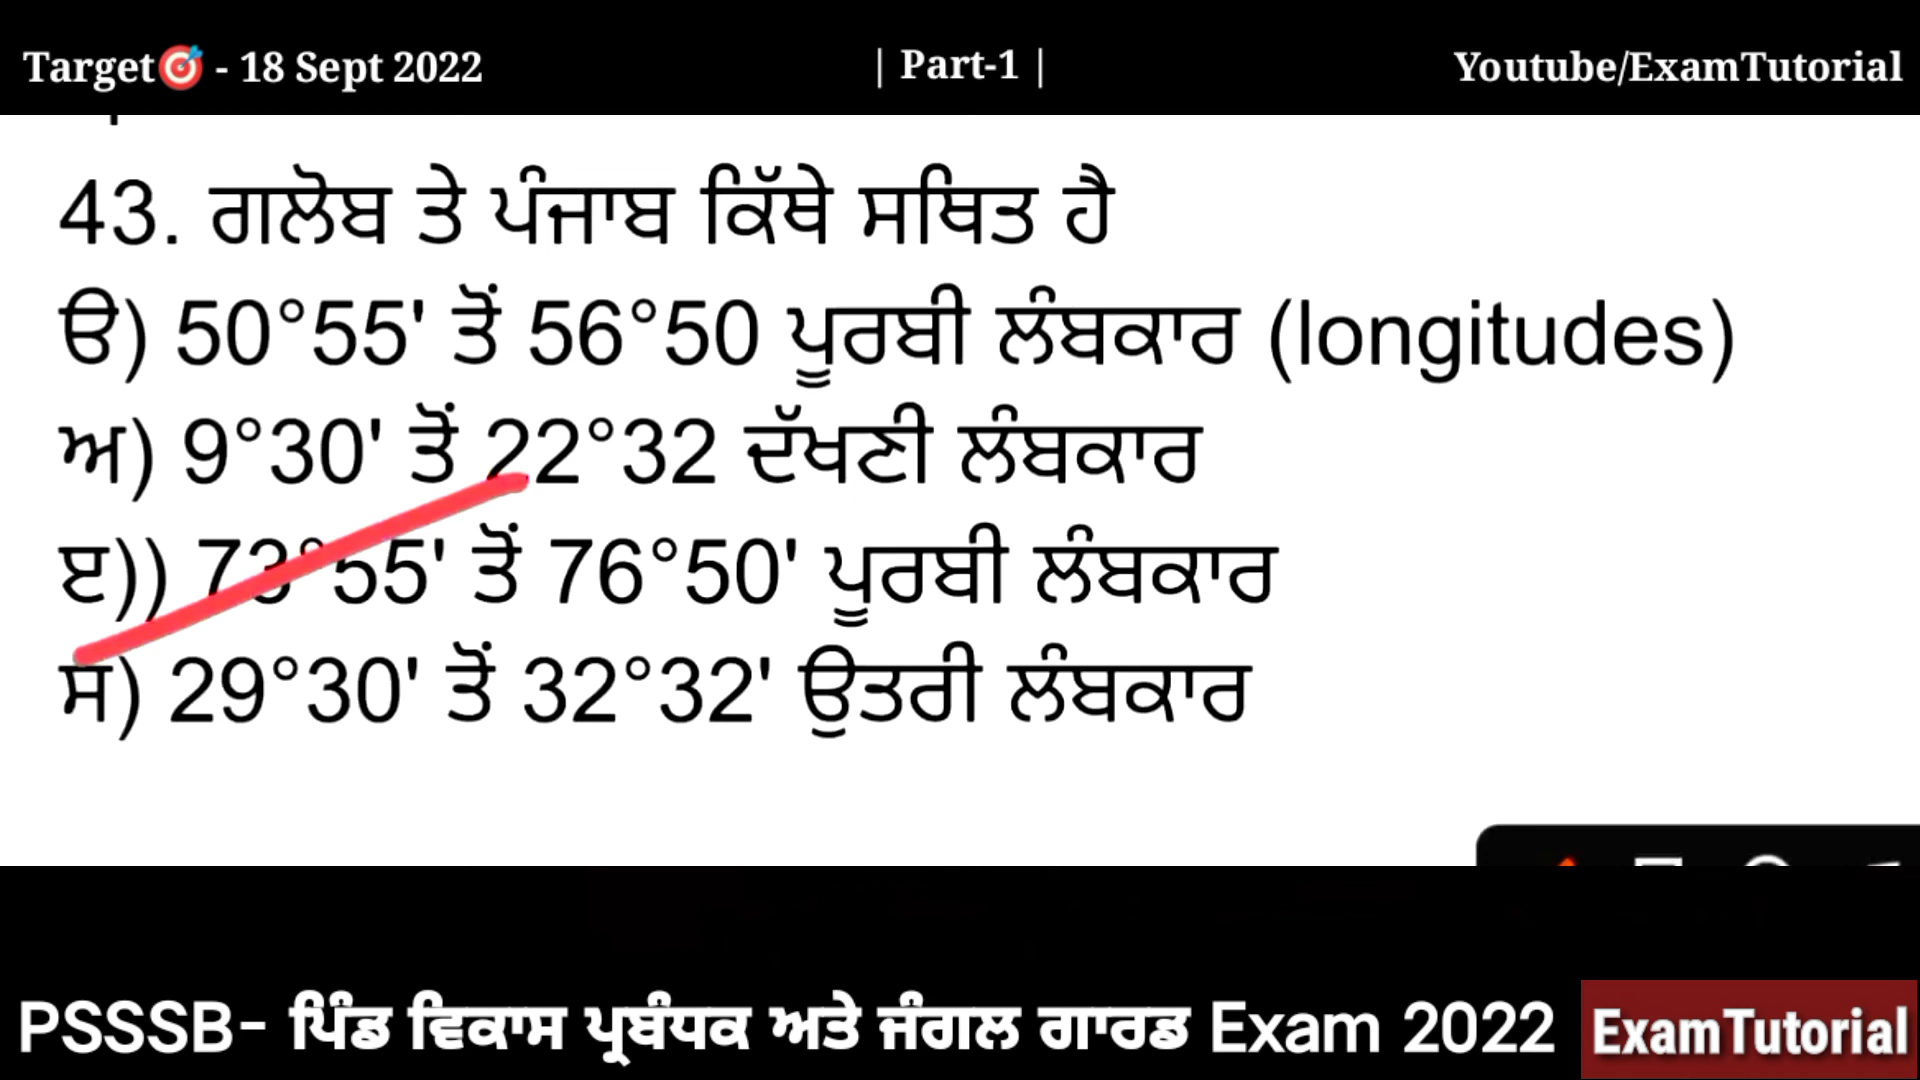 Target🎯 - 18 Sept 2022
| Part-1 |
Youtube/ExamTutorial
43. ਗਲੋਬ ਤੇ ਪੰਜਾਬ ਕਿੱਥੇ ਸਥਿਤ ਹੈ
ੳ) 50°55' ਤੋਂ 56°50 ਪੂਰਬੀ ਲੰਬਕਾਰ (longitudes)
ਅ) 9°30' ਤੋਂ 22°32 ਦੱਖਣੀ ਲੰਬਕਾਰ
ੲ)) 73°55' ਤੋਂ 76°50' ਪੂਰਬੀ ਲੰਬਕਾਰ
ਸ) 29°30' ਤੋਂ 32°32' ਉਤਰੀ ਲੰਬਕਾਰ
PSSSB- ਪਿੰਡ ਵਿਕਾਸ ਪ੍ਰਬੰਧਕ ਅਤੇ ਜੰਗਲ ਗਾਰਡ Exam 2022
ExamTutorial